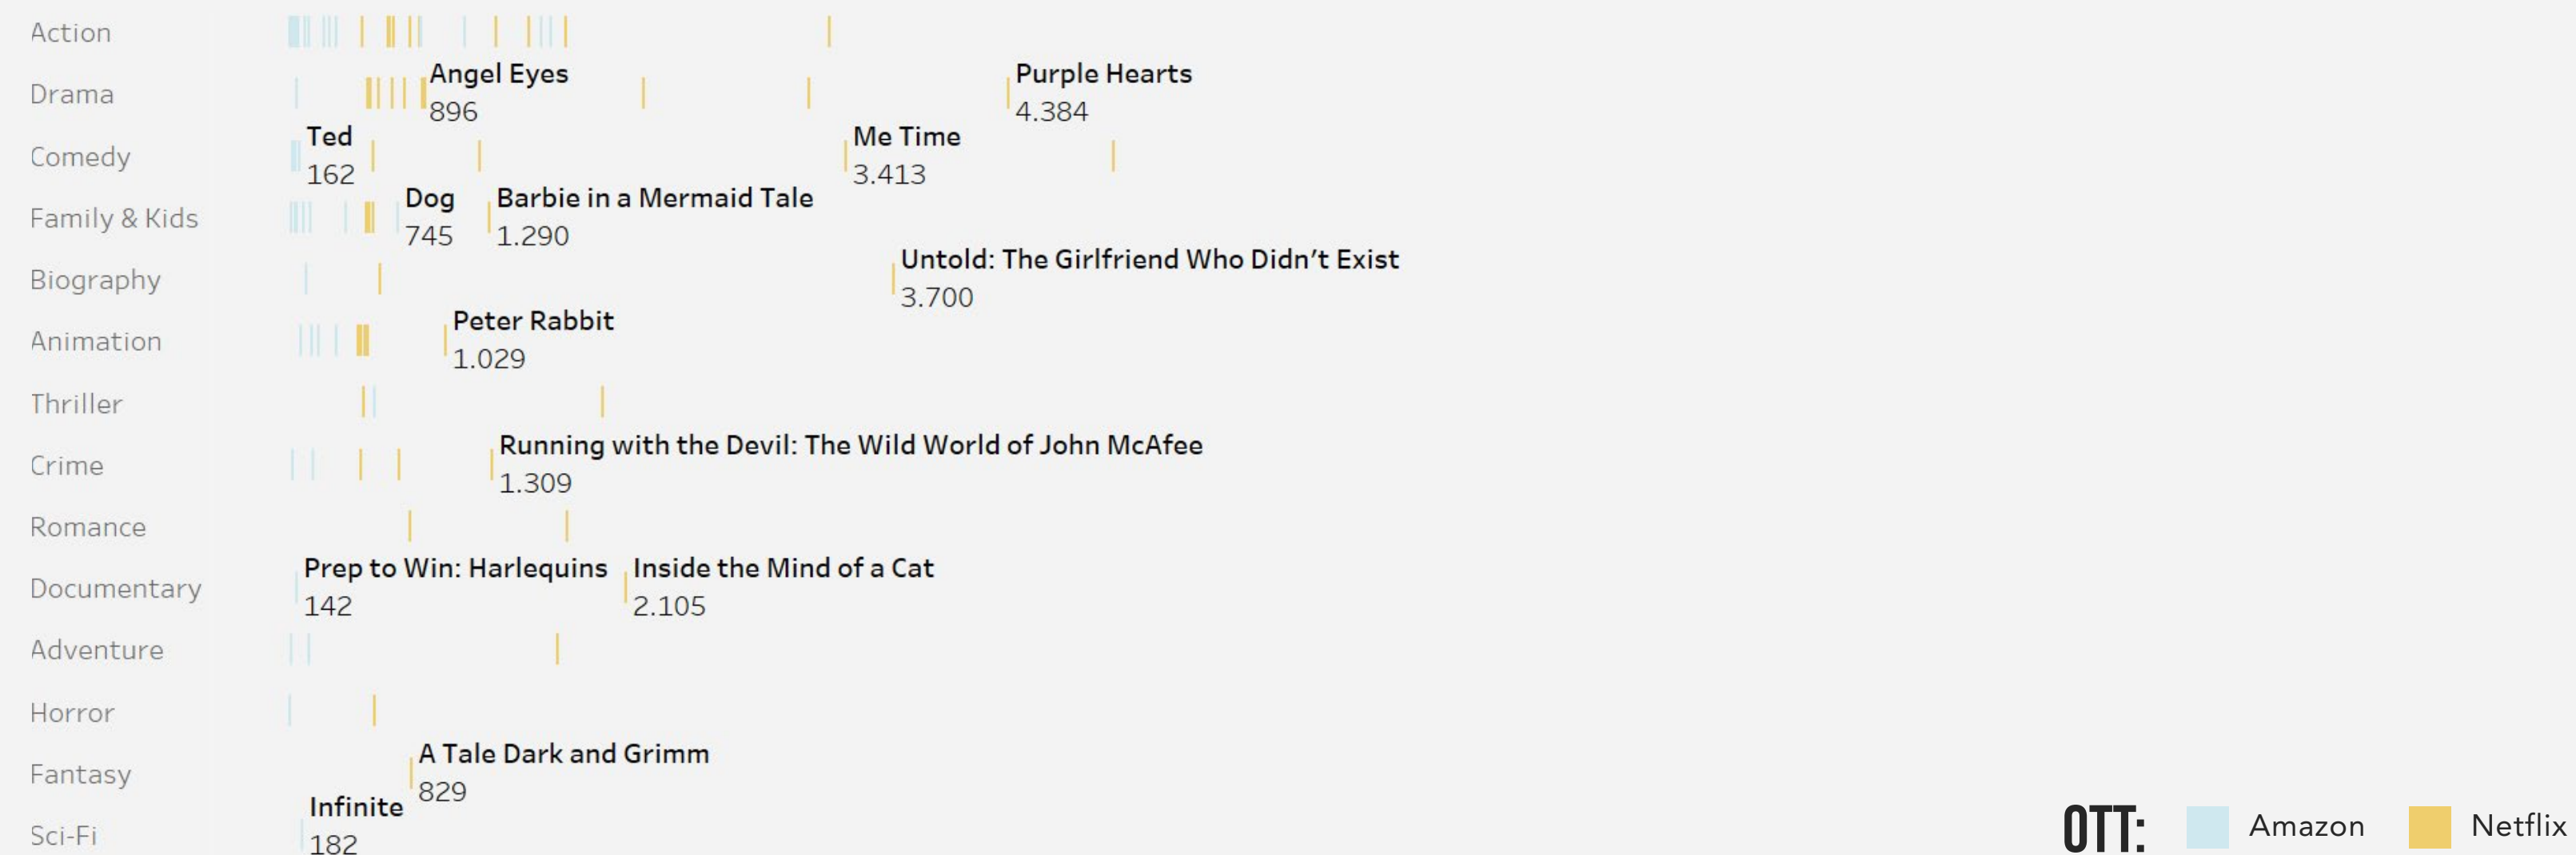 Action
Drama
Angel Eyes
896
Purple Hearts
4.384
Comedy
Ted
162
Me Time
3.413
Family & Kids
Dog
745
Barbie in a Mermaid Tale
1.290
Biography
Untold: The Girlfriend Who Didn't Exist
3.700
Animation
Peter Rabbit
1.029
Thriller
Crime
Running with the Devil: The Wild World of John McAfee
1.309
Romance
Documentary
Prep to Win: Harlequins
142
Inside the Mind of a Cat
2.105
Adventure
Horror
Fantasy
A Tale Dark and Grimm
829
Sci-Fi
Infinite
182
OTT:
Amazon
Netflix